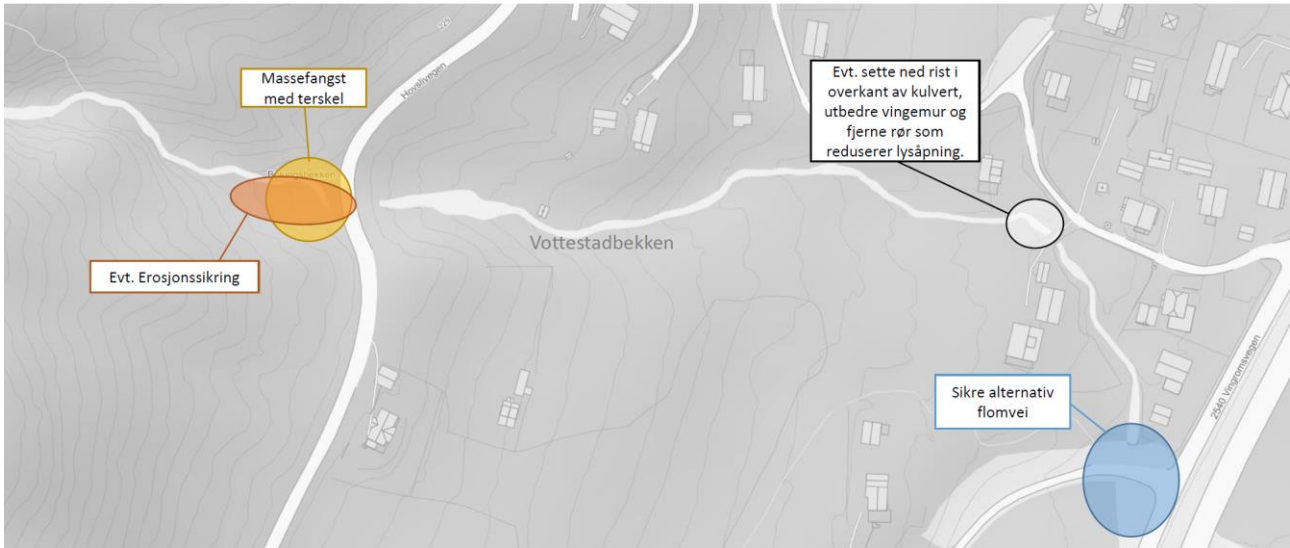 Massefangst
med terskel
Hovslivegen
Evt. sette ned rist i
overkant av kulvert,
utbedre vingemur og
fjerne rør som
reduserer lysåpning.
Vottestadbekken
Evt. Erosjonssikring
Sikre alternativ
flomvei
2540 Vingromsvegen